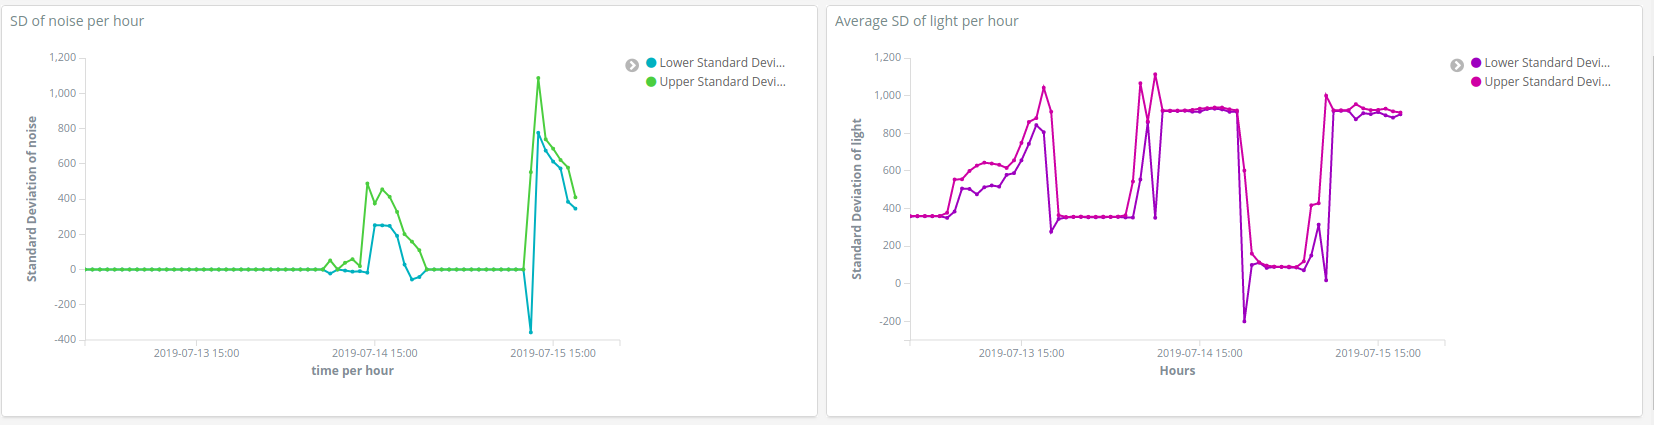 SD of noise per hour
1,200
1,000
800
600
400
200
0
-200
-400
Standard Deviation of noise
2019-07-13 15:00
2019-07-14 15:00
2019-07-15 15:00
time per hour
Lower Standard Devi...
Upper Standard Devi...
Average SD of light per hour
1,200
1,000
800
600
400
200
0
-200
Standard Deviation of light
2019-07-13 15:00
2019-07-14 15:00
2019-07-15 15:00
Hours
Lower Standard Devi...
Upper Standard Devi...